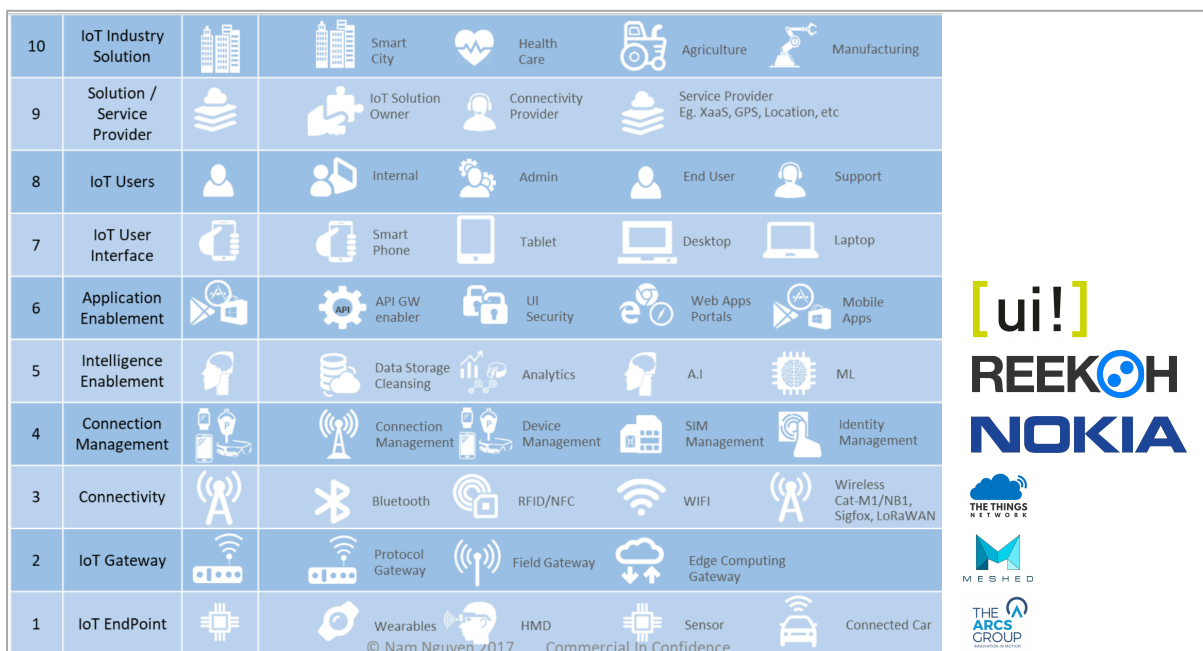 10
IoT Industry
Solution
Smart
City
Health
Care
Agriculture
Manufacturing
9
Solution /
Service
Provider
IoT Solution
Owner
Connectivity
Provider
Service Provider
Eg. XaaS, GPS, Location, etc
8
IoT Users
Internal
Admin
End User
Support
7
IoT User
Interface
Smart
Phone
Tablet
Desktop
Laptop
6
Application
Enablement
API
API GW
enabler
UI
Security
Web Apps
Portals
Mobile
Apps
5
Intelligence
Enablement
Data Storage
Cleansing
Analytics
A.I
ML
4
Connection
Management
P
Connection
Management
P
Device
Management
SIM
Management
Identity
Management
3
Connectivity
Bluetooth
RFID/NFC
WIFI
Wireless
Cat-M1/NB1,
Sigfox, LoRaWAN
2
IoT Gateway
Protocol
Gateway
Field Gateway
Edge Computing
Gateway
1
IoT EndPoint
Wearables
HMD
Sensor
Connected Car
© Nam Nguyen 2017 Commercial In Confidence
[ui!]
REEKOH
NOKIA
THE THINGS
NETWORK
MESHED
THE
ARCS
GROUP
INNOVATION IN MOTION